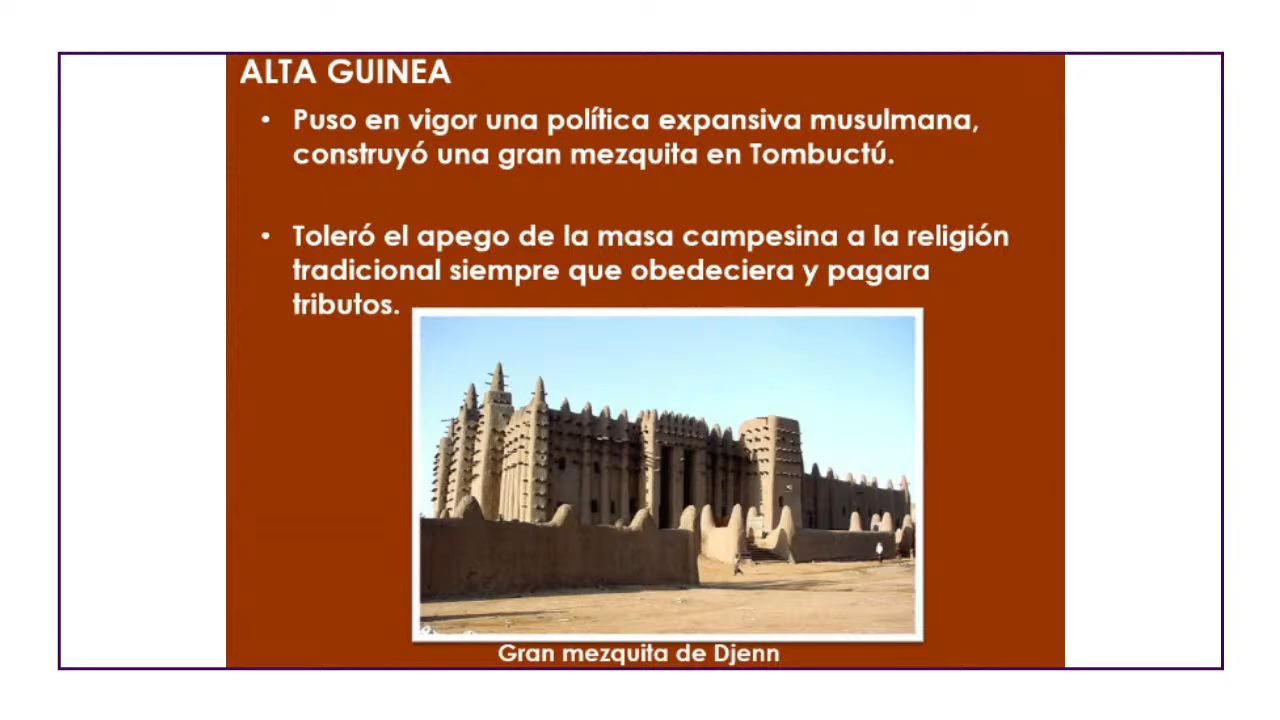 ALTA GUINEA
• Puso en vigor una política expansiva musulmana,
construyó una gran mezquita en Tombuctú.
• Toleró el apego de la masa campesina a la religión
tradicional siempre que obedeciera y pagara
tributos.
Gran mezquita de Djenn